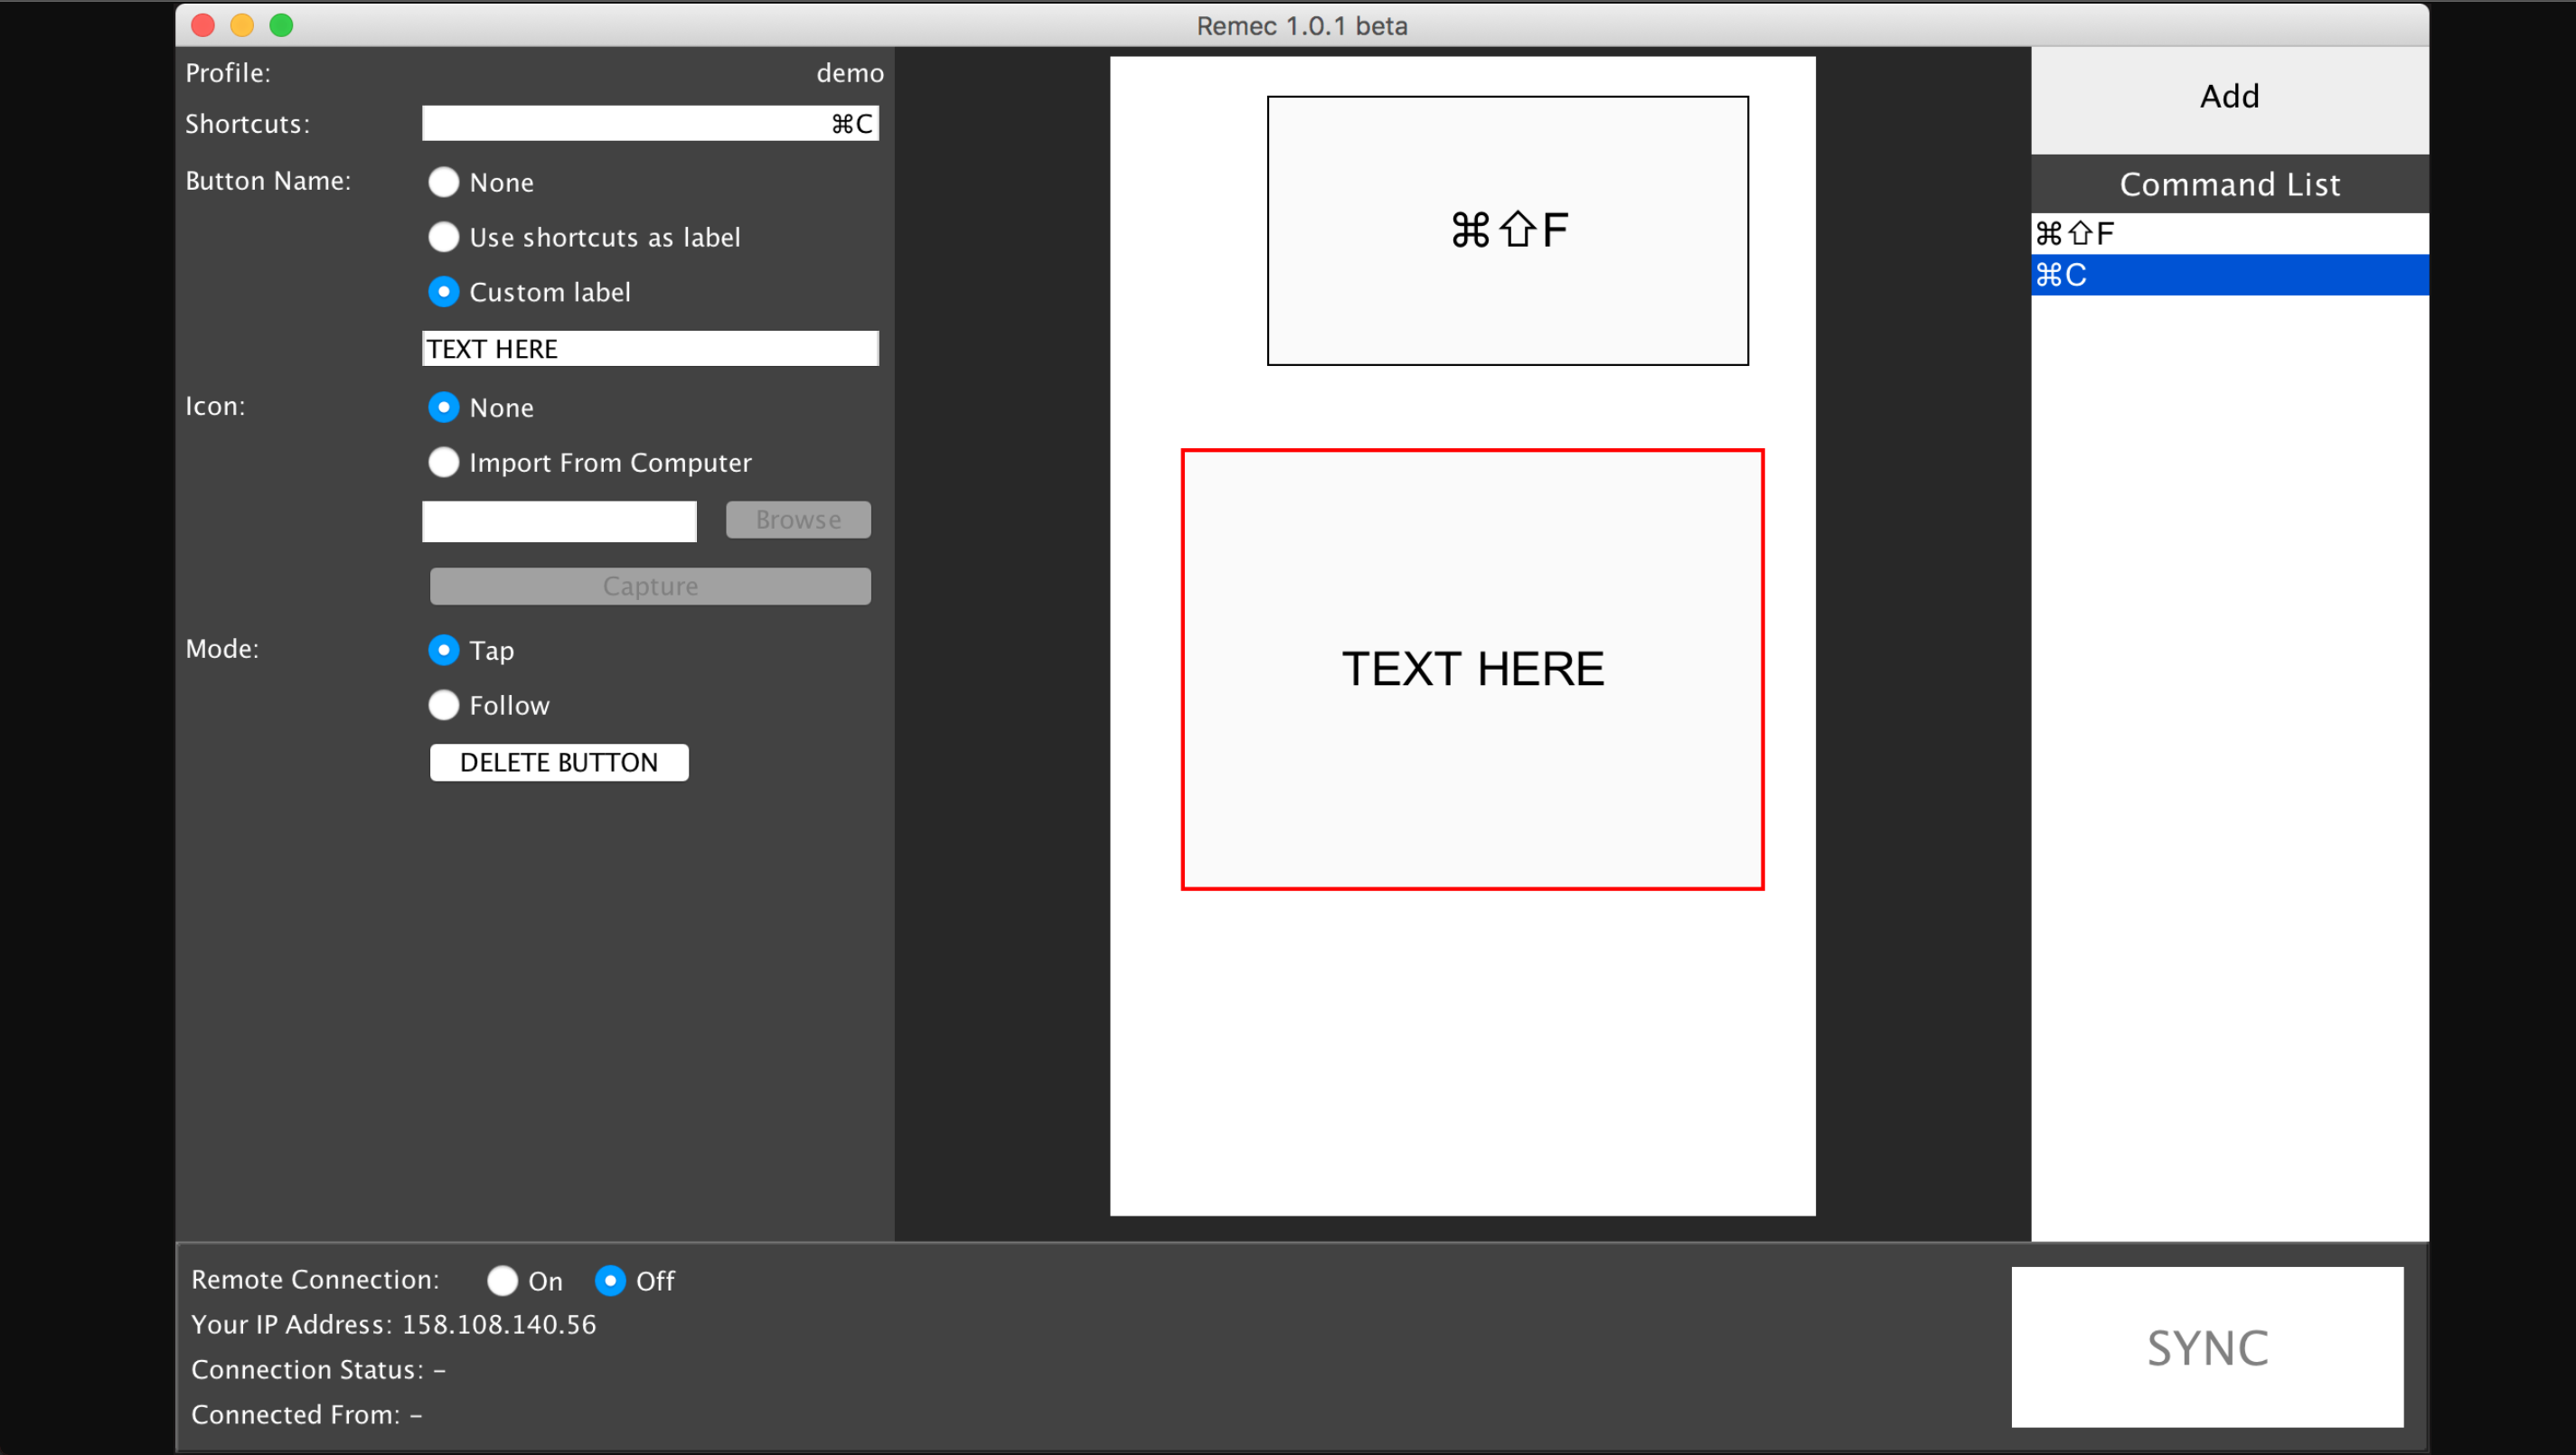 Remec 1.0.1 beta
Profile: demo
Shortcuts: ⌘C
Button Name: None
Use shortcuts as label
Custom label
TEXT HERE
Icon: None
Import From Computer
Browse
Capture
Mode: Tap
Follow
DELETE BUTTON
⌘⇧F
TEXT HERE
Add
Command List
⌘⇧F
⌘C
Remote Connection: On Off
Your IP Address: 158.108.140.56
Connection Status: –
Connected From: –
SYNC